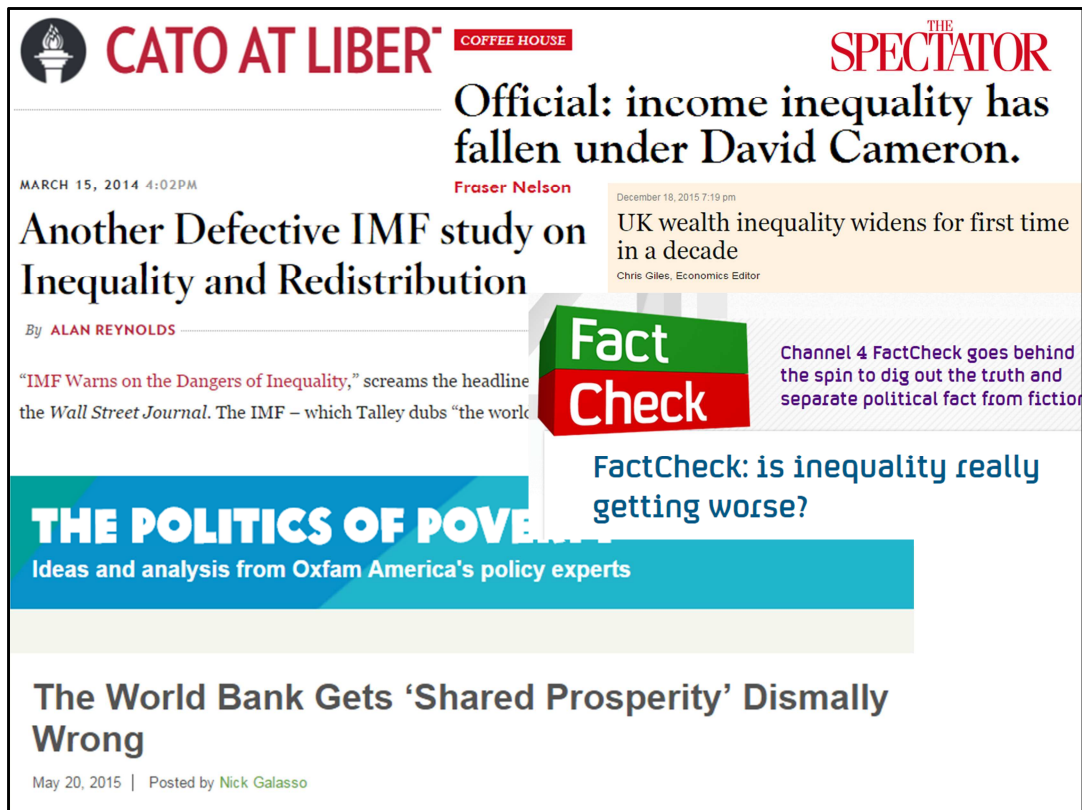 CATO AT LIBER
COFFEE HOUSE
THE
SPECTATOR
Official: income inequality has
fallen under David Cameron.
Fraser Nelson
MARCH 15, 2014 4:02PM
Another Defective IMF study on
Inequality and Redistribution
By ALAN REYNOLDS
“IMF Warns on the Dangers of Inequality,” screams the headline
the Wall Street Journal. The IMF – which Talley dubs “the
December 18, 2015 7:19 pm
UK wealth inequality widens for first time
in a decade
Chris Giles, Economics Editor
Fact
Check
Channel 4 FactCheck goes behind
the spin to dig out the truth and
separate political fact from
FactCheck: is inequality really
getting worse?
THE POLITICS OF
Ideas and analysis from Oxfam America's policy experts
The World Bank Gets ‘Shared Prosperity’ Dismally
Wrong
May 20, 2015 | Posted by Nick Galasso